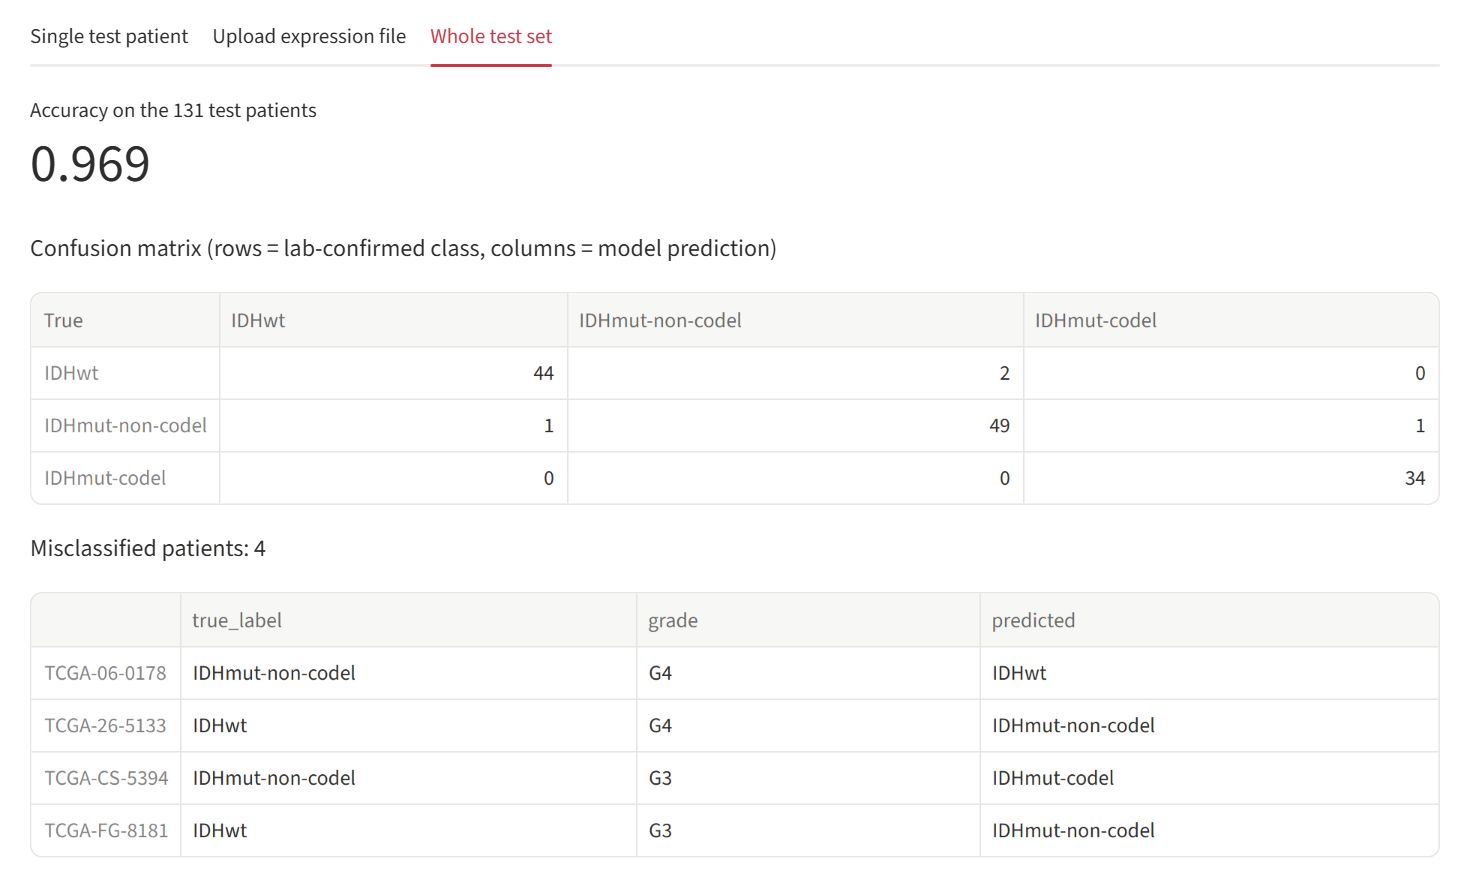 Single test patient Upload expression file Whole test set
Accuracy on the 131 test patients
0.969
Confusion matrix (rows = lab-confirmed class, columns = model prediction)
True IDHwt IDHmut-non-codel IDHmut-codel
IDHwt 44 2 0
IDHmut-non-codel 1 49 1
IDHmut-codel 0 0 34
Misclassified patients: 4
true_label grade predicted
TCGA-06-0178 IDHmut-non-codel G4 IDHwt
TCGA-26-5133 IDHwt G4 IDHmut-non-codel
TCGA-CS-5394 IDHmut-non-codel G3 IDHmut-codel
TCGA-FG-8181 IDHwt G3 IDHmut-non-codel